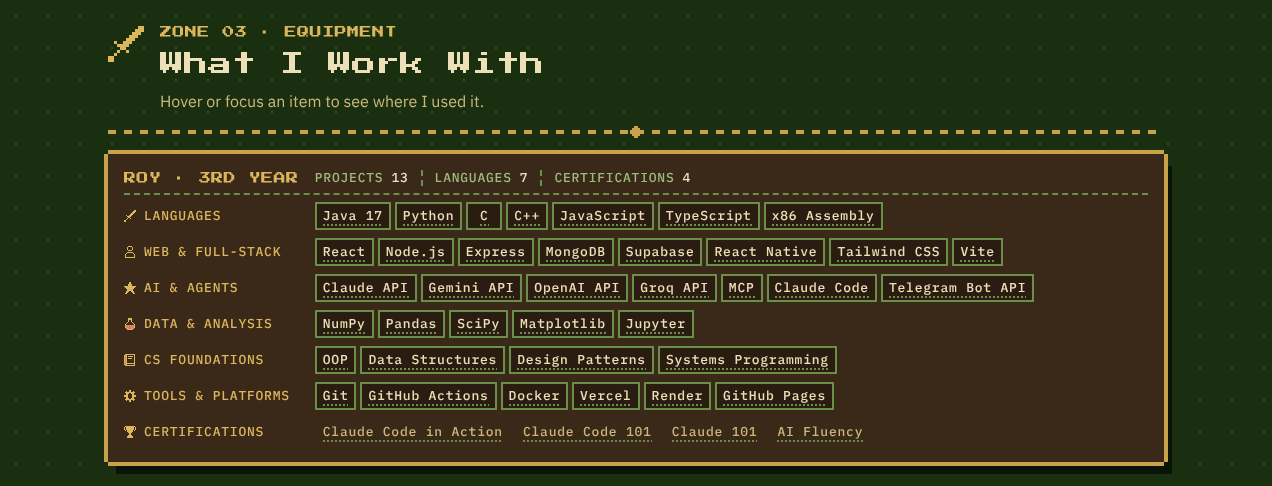 ZONE 03 · EQUIPMENT
What I Work With
Hover or focus an item to see where I used it.
ROY · 3RD YEAR PROJECTS 13 ¦ LANGUAGES 7 ¦ CERTIFICATIONS 4
LANGUAGES Java 17 Python C C++ JavaScript TypeScript x86 Assembly
WEB & FULL-STACK React Node.js Express MongoDB Supabase React Native Tailwind CSS Vite
AI & AGENTS Claude API Gemini API OpenAI API Groq API MCP Claude Code Telegram Bot API
DATA & ANALYSIS NumPy Pandas SciPy Matplotlib Jupyter
CS FOUNDATIONS OOP Data Structures Design Patterns Systems Programming
TOOLS & PLATFORMS Git GitHub Actions Docker Vercel Render GitHub Pages
CERTIFICATIONS Claude Code in Action Claude Code 101 Claude 101 AI Fluency